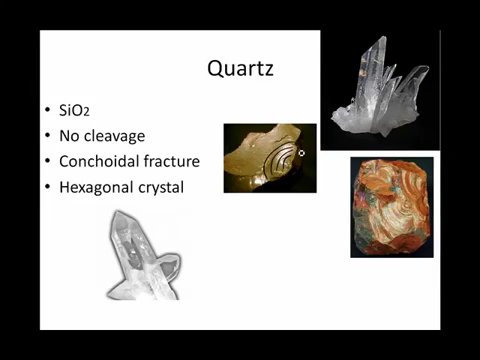 Quartz
• SiO2
• No cleavage
• Conchoidal fracture
• Hexagonal crystal